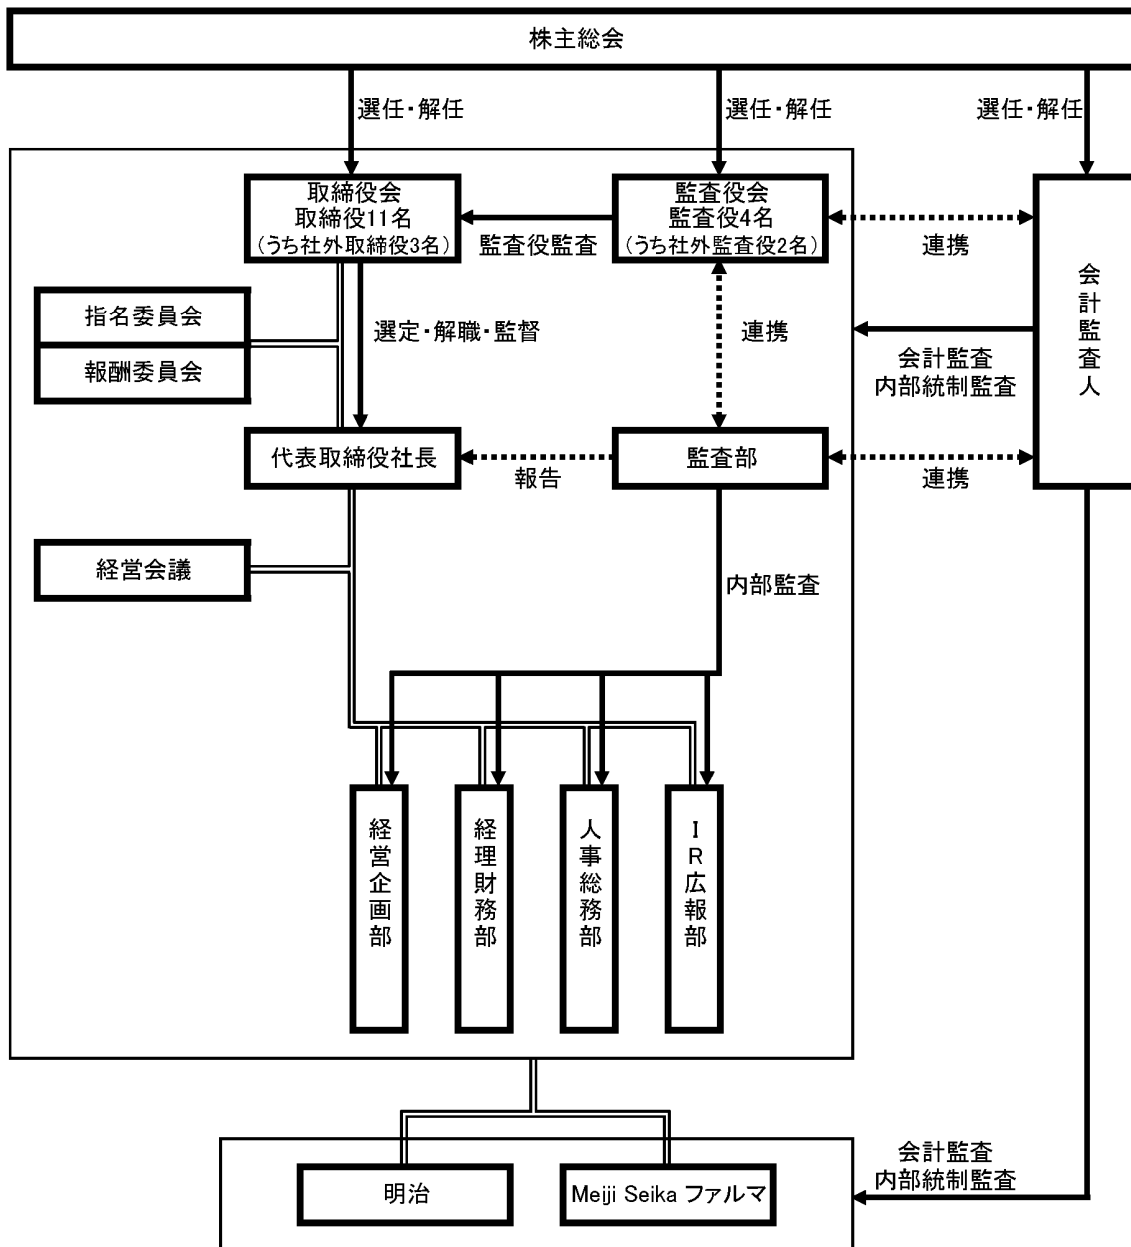 株主総会
選任・解任
選任・解任
選任・解任
取締役会
取締役11名
（うち社外取締役3名）
監査役監査
監査役会
監査役4名
（うち社外監査役2名）
連携
会計監査人
指名委員会
報酬委員会
選定・解職・監督
連携
会計監査
内部統制監査
代表取締役社長
報告
監査部
連携
経営会議
内部監査
経営企画部
経理財務部
人事総務部
IR広報部
明治
Meiji Seika ファルマ
会計監査
内部統制監査